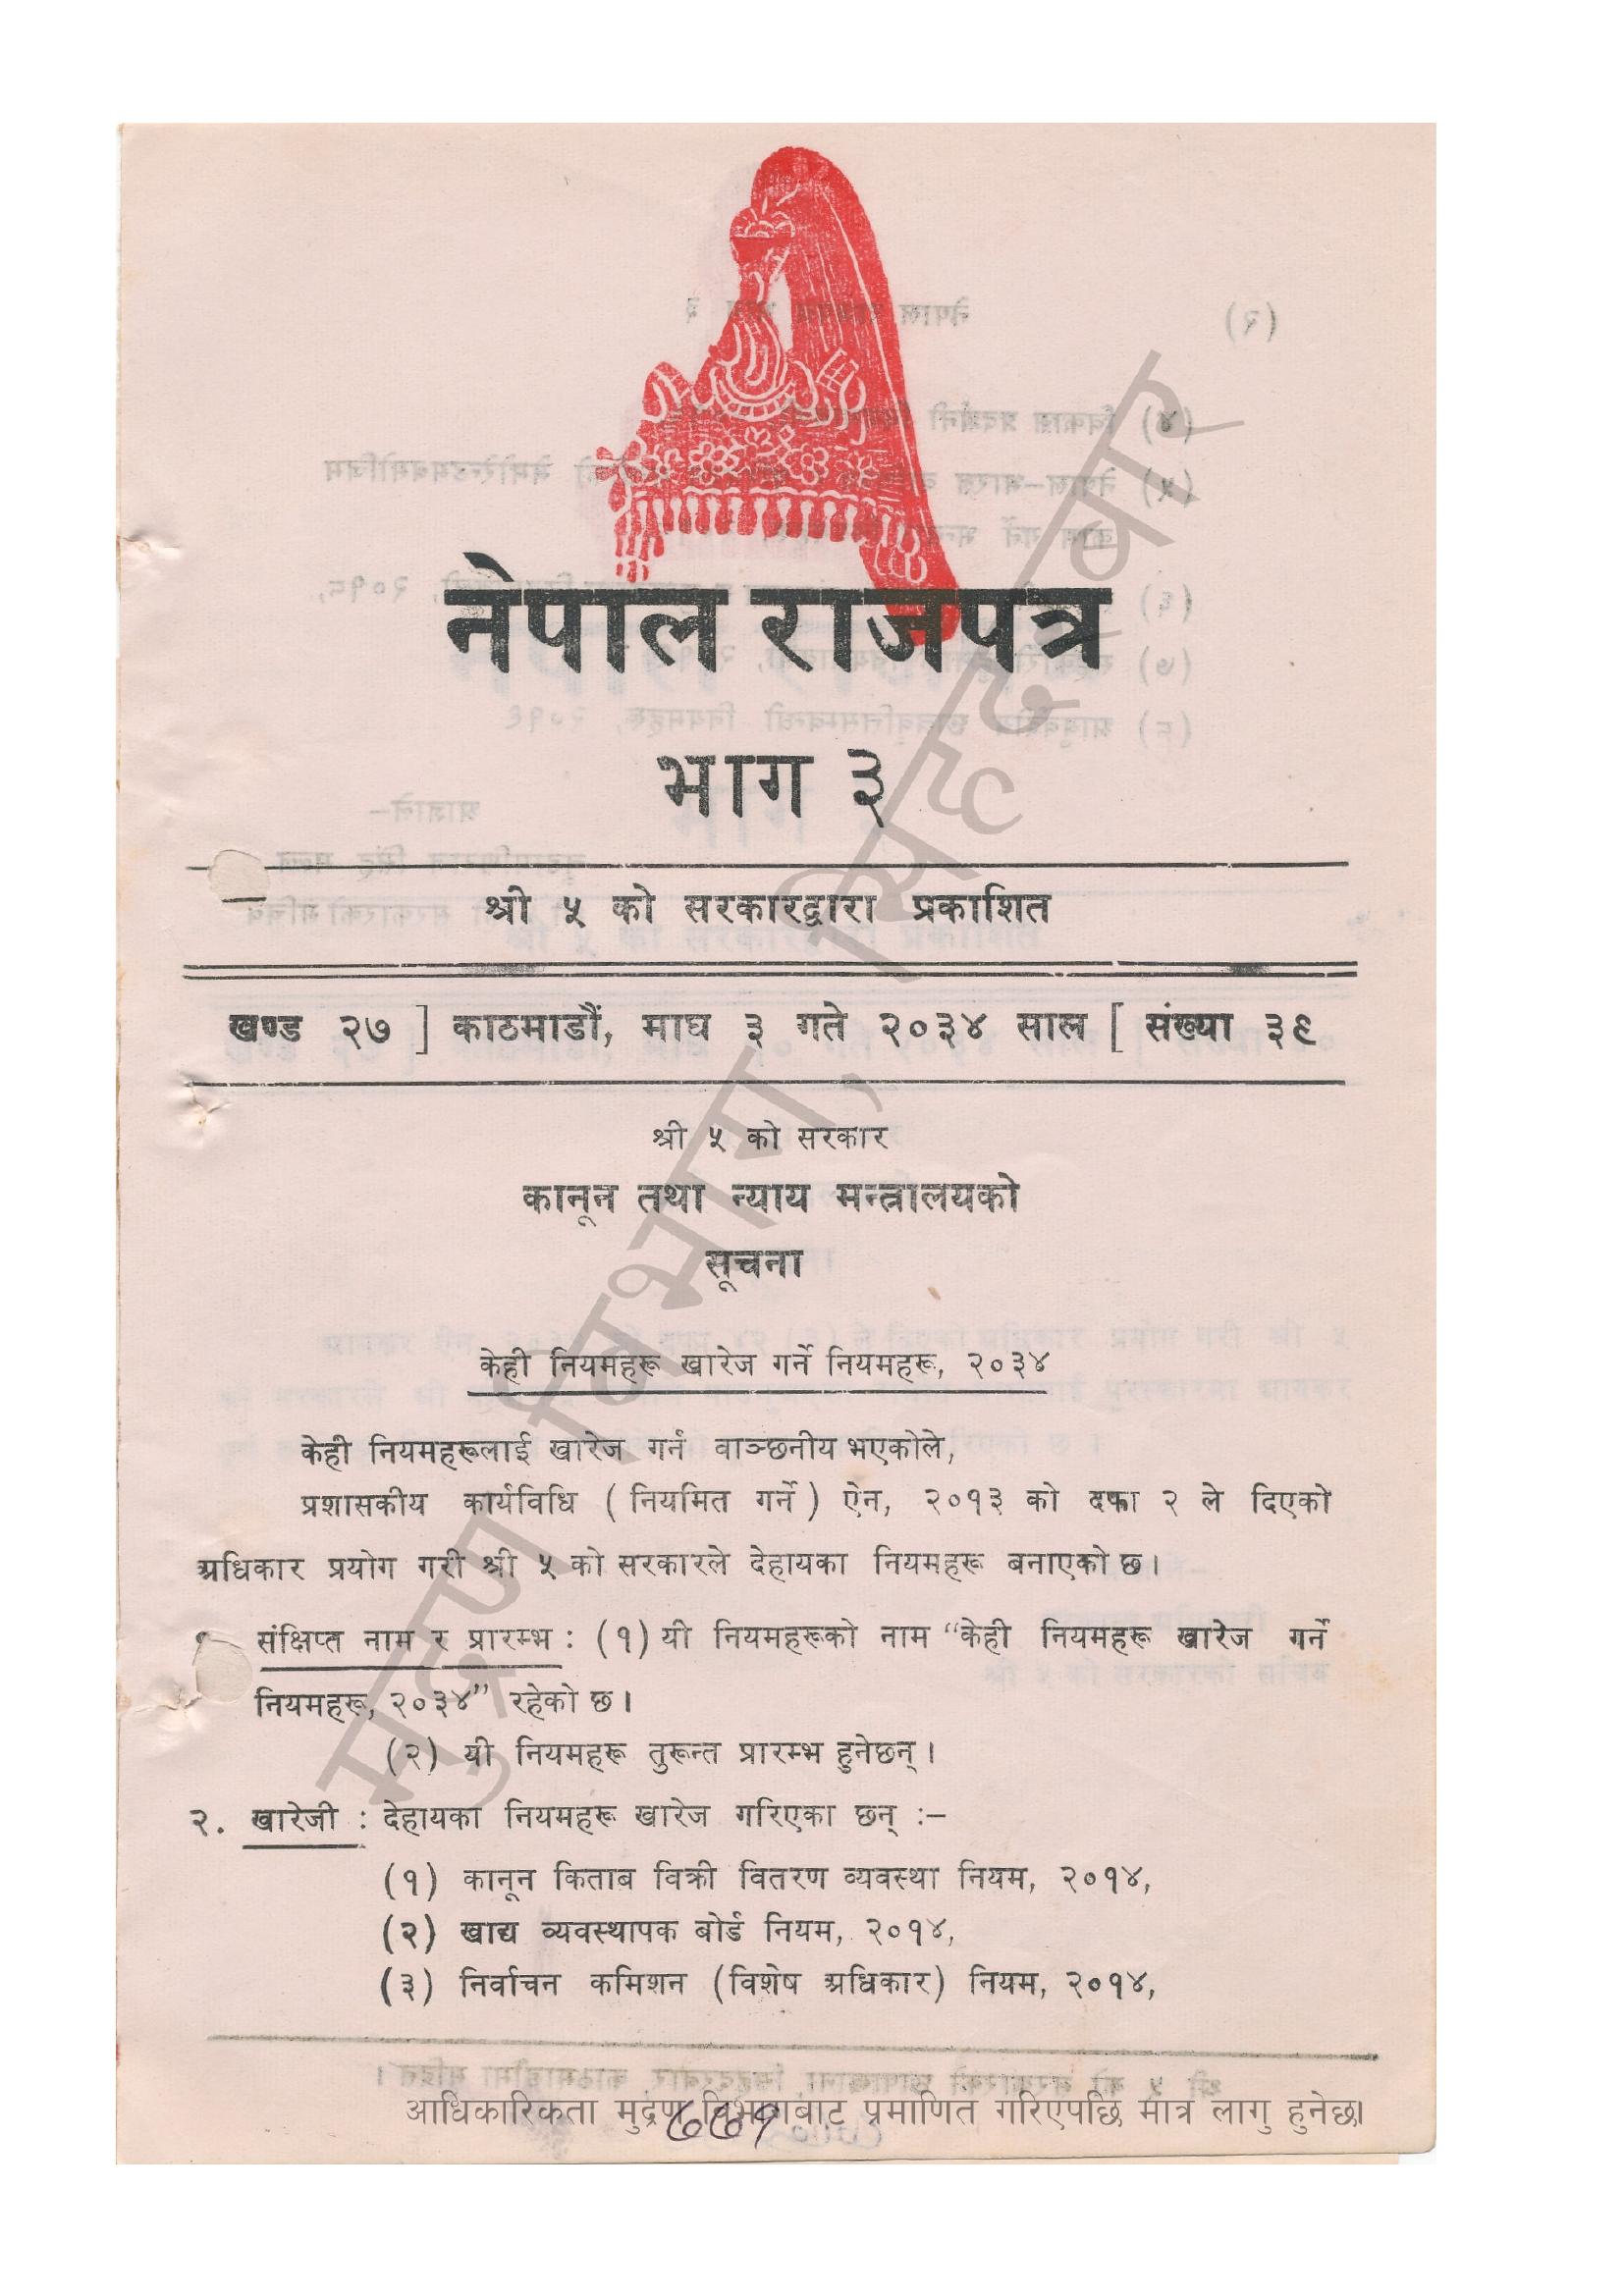 नेपाल राजपत्र
भाग ३
श्री ५ को सरकारद्वारा प्रकाशित
खण्ड २७ ] काठमाडौं, माघ ३ गते २०३४ साल [ संख्या ३९
श्री ५ को सरकार
कानून तथा न्याय मन्त्रालयको
सूचना
केही नियमहरू खारेज गर्ने नियमहरू, २०३४
केही नियमहरूलाई खारेज गर्न वाञ्छनीय भएकोले,
प्रशासकीय कार्यविधि ( नियमित गर्ने ) ऐन, २०१३ को दफा २ ले दिएको
अधिकार प्रयोग गरी श्री ५ को सरकारले देहायका नियमहरू बनाएको छ ।
संक्षिप्त नाम र प्रारम्भ : (१) यी नियमहरूको नाम “केही नियमहरू खारेज गर्ने
नियमहरू, २०३४” रहेको छ ।
(२) यी नियमहरू तुरून्त प्रारम्भ हुनेछन् ।
२. खारेजी : देहायका नियमहरू खारेज गरिएका छन् :–
(१) कानून किताब विक्री वितरण व्यवस्था नियम, २०१४,
(२) खाद्य व्यवस्थापक बोर्ड नियम, २०१४,
(३) निर्वाचन कमिशन (विशेष अधिकार) नियम, २०१४,
आधिकारिकता मुद्रण विभागबाट प्रमाणित गरिएपछि मात्र लागु हुनेछ।
७७१
मुद्रण विभाग, सिंहदरबार